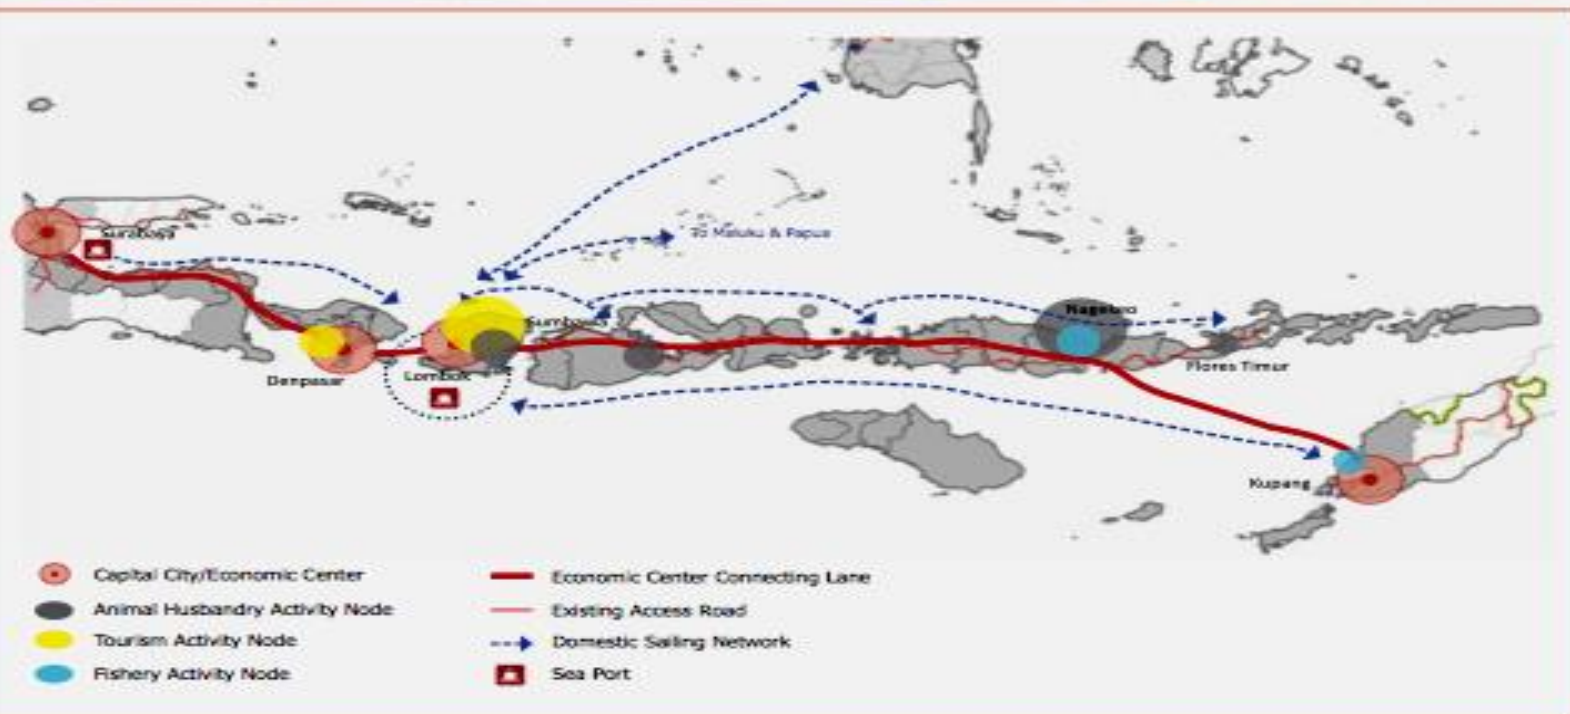 Surabaya
To Maluku & Papua
Sumbawa
Nagekeo
Denpasar
Lombok
Flores Timur
Kupang
Capital City/Economic Center
Animal Husbandry Activity Node
Tourism Activity Node
Fishery Activity Node
Economic Center Connecting Lane
Existing Access Road
Domestic Sailing Network
Sea Port